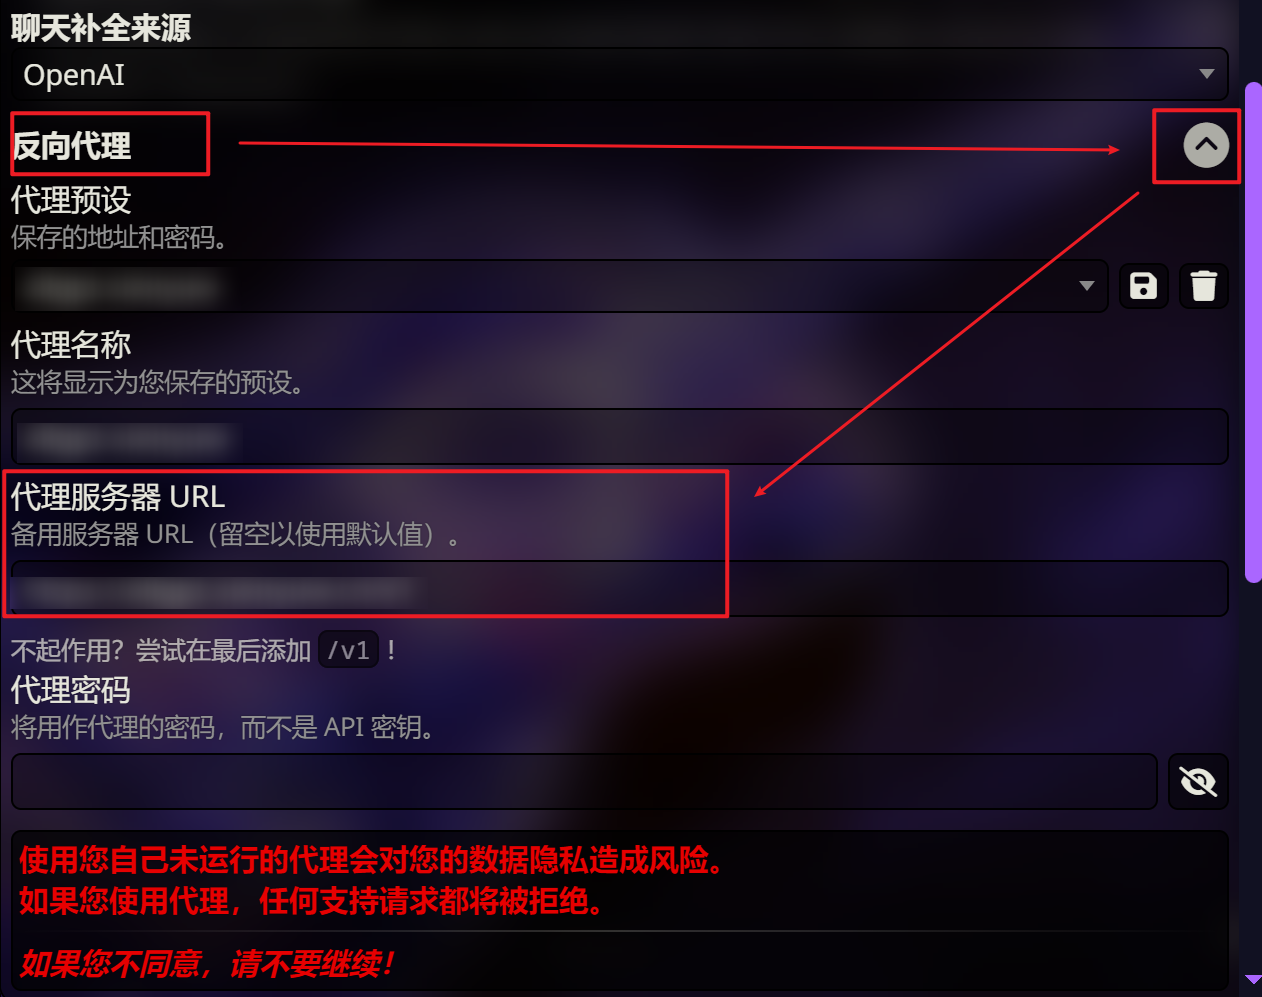 聊天补全来源
OpenAI
反向代理
代理预设
保存的地址和密码。
代理名称
这将显示为您保存的预设。
代理服务器 URL
备用服务器 URL（留空以使用默认值）。
不起作用？尝试在最后添加 /v1 !
代理密码
将用作代理的密码，而不是 API 密钥。
使用您自己未运行的代理会对您的数据隐私造成风险。
如果您使用代理，任何支持请求都将被拒绝。
如果您不同意，请不要继续！